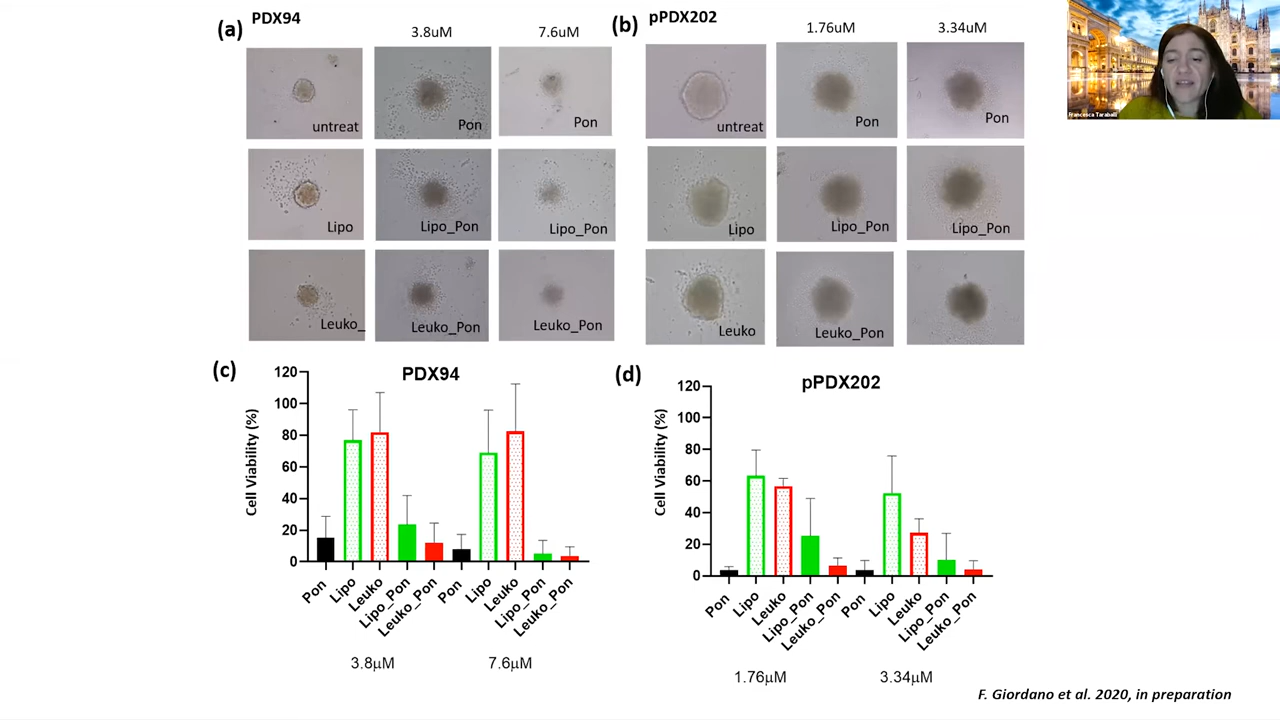 (a) PDX94
3.8uM 7.6uM
untreat Pon Pon
Lipo Lipo_Pon Lipo_Pon
Leuko_ Leuko_Pon Leuko_Pon
(b) pPDX202
1.76uM 3.34uM
untreat Pon Pon
Lipo Lipo_Pon Lipo_Pon
Leuko Leuko_Pon
Francesca Taraballi
(c) PDX94
Cell Viability (%)
120
100
80
60
40
20
0
Pon Lipo Leuko Lipo_Pon Leuko_Pon Pon Lipo Leuko Lipo_Pon Leuko_Pon
3.8μM 7.6μM
(d) pPDX202
Cell Viability (%)
120
100
80
60
40
20
0
Pon Lipo Leuko Lipo_Pon Leuko_Pon Pon Lipo Leuko Lipo_Pon Leuko_Pon
1.76μM 3.34μM
F. Giordano et al. 2020, in preparation